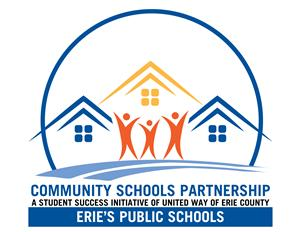 COMMUNITY SCHOOLS PARTNERSHIP
A STUDENT SUCCESS INITIATIVE OF UNITED WAY OF ERIE COUNTY
ERIE'S PUBLIC SCHOOLS